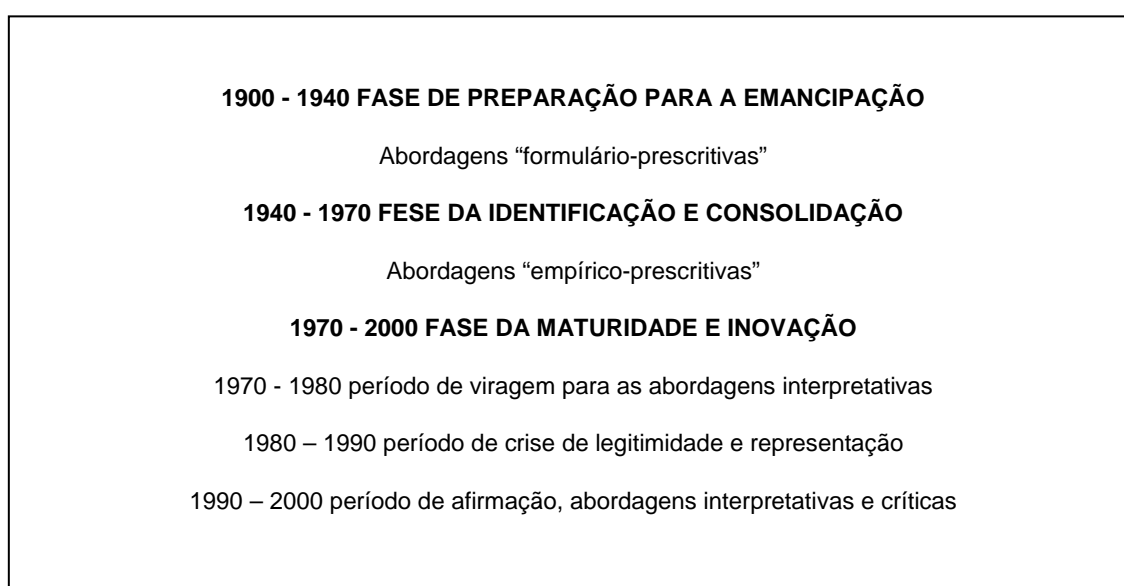 1900 - 1940 FASE DE PREPARAÇÃO PARA A EMANCIPAÇÃO
Abordagens “formulário-prescritivas”
1940 - 1970 FESE DA IDENTIFICAÇÃO E CONSOLIDAÇÃO
Abordagens “empírico-prescritivas”
1970 - 2000 FASE DA MATURIDADE E INOVAÇÃO
1970 - 1980 período de viragem para as abordagens interpretativas
1980 – 1990 período de crise de legitimidade e representação
1990 – 2000 período de afirmação, abordagens interpretativas e críticas